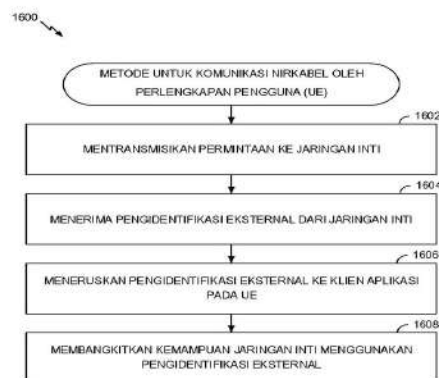 1600
METODE UNTUK KOMUNIKASI NIRKABEL OLEH
PERLENGKAPAN PENGGUNA (UE)
1602
MENTRANSMISIKAN PERMINTAAN KE JARINGAN INTI
1604
MENERIMA PENGIDENTIFIKASI EKSTERNAL DARI JARINGAN INTI
1606
MENERUSKAN PENGIDENTIFIKASI EKSTERNAL KE KLIEN APLIKASI
PADA UE
1608
MEMBANGKITKAN KEMAMPUAN JARINGAN INTI MENGGUNAKAN
PENGIDENTIFIKASI EKSTERNAL